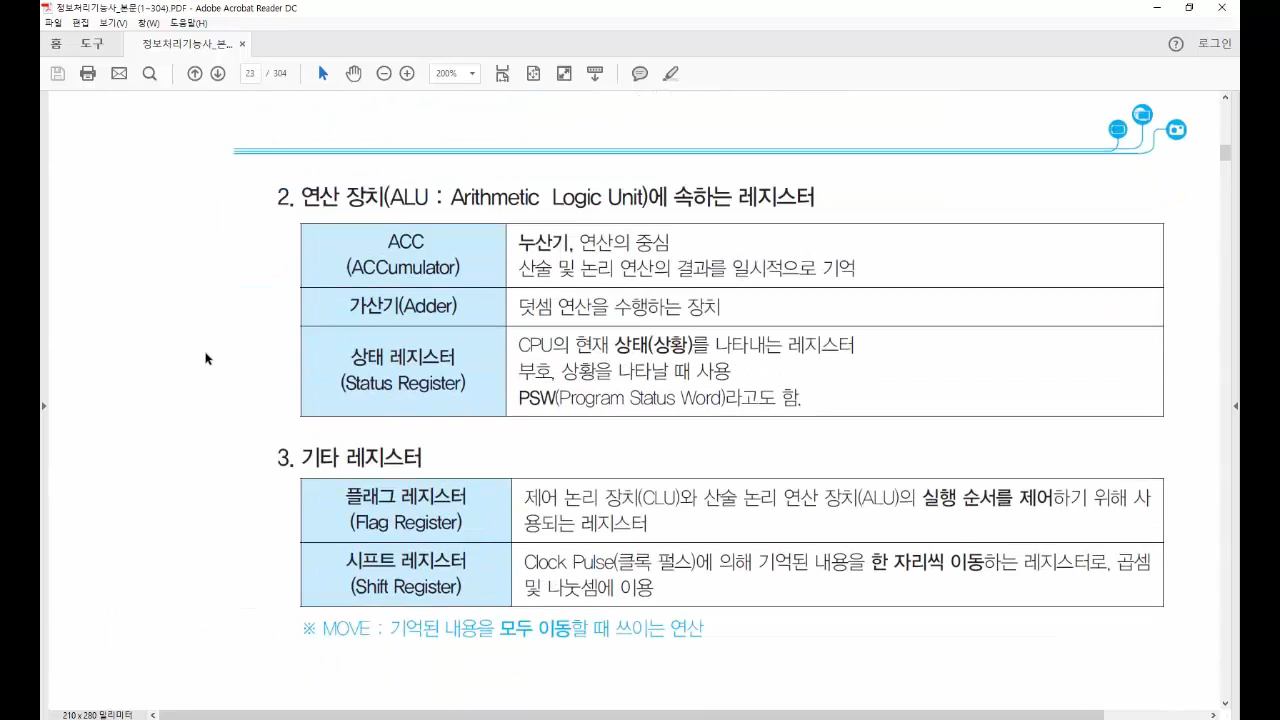 정보처리기능사_본문(1~304).PDF - Adobe Acrobat Reader DC
파일 편집 보기(V) 창(W) 도움말(H)
홈 도구 정보처리기능사_본... × 로그인
23 / 304 200%
2. 연산 장치(ALU : Arithmetic Logic Unit)에 속하는 레지스터
ACC
(ACCumulator)
누산기, 연산의 중심
산술 및 논리 연산의 결과를 일시적으로 기억
가산기(Adder)
덧셈 연산을 수행하는 장치
상태 레지스터
(Status Register)
CPU의 현재 상태(상황)를 나타내는 레지스터
부호, 상황을 나타날 때 사용
PSW(Program Status Word)라고도 함.
3. 기타 레지스터
플래그 레지스터
(Flag Register)
제어 논리 장치(CLU)와 산술 논리 연산 장치(ALU)의 실행 순서를 제어하기 위해 사
용되는 레지스터
시프트 레지스터
(Shift Register)
Clock Pulse(클록 펄스)에 의해 기억된 내용을 한 자리씩 이동하는 레지스터로, 곱셈
및 나눗셈에 이용
※ MOVE : 기억된 내용을 모두 이동할 때 쓰이는 연산
210 x 280 밀리미터